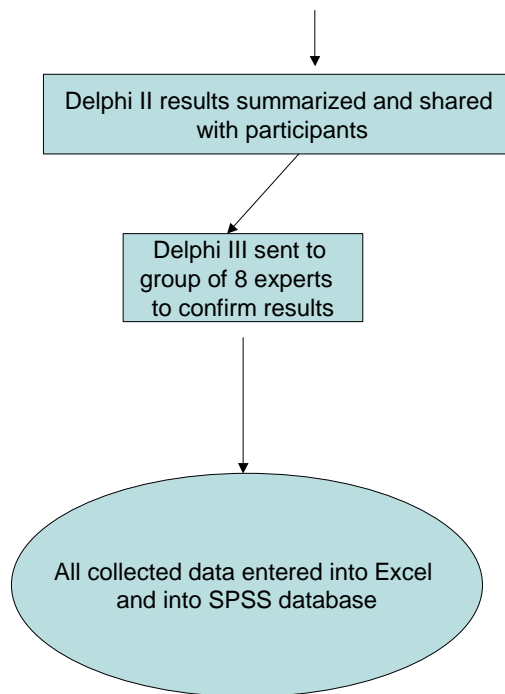 Delphi II results summarized and shared
with participants
Delphi III sent to
group of 8 experts
to confirm results
All collected data entered into Excel
and into SPSS database